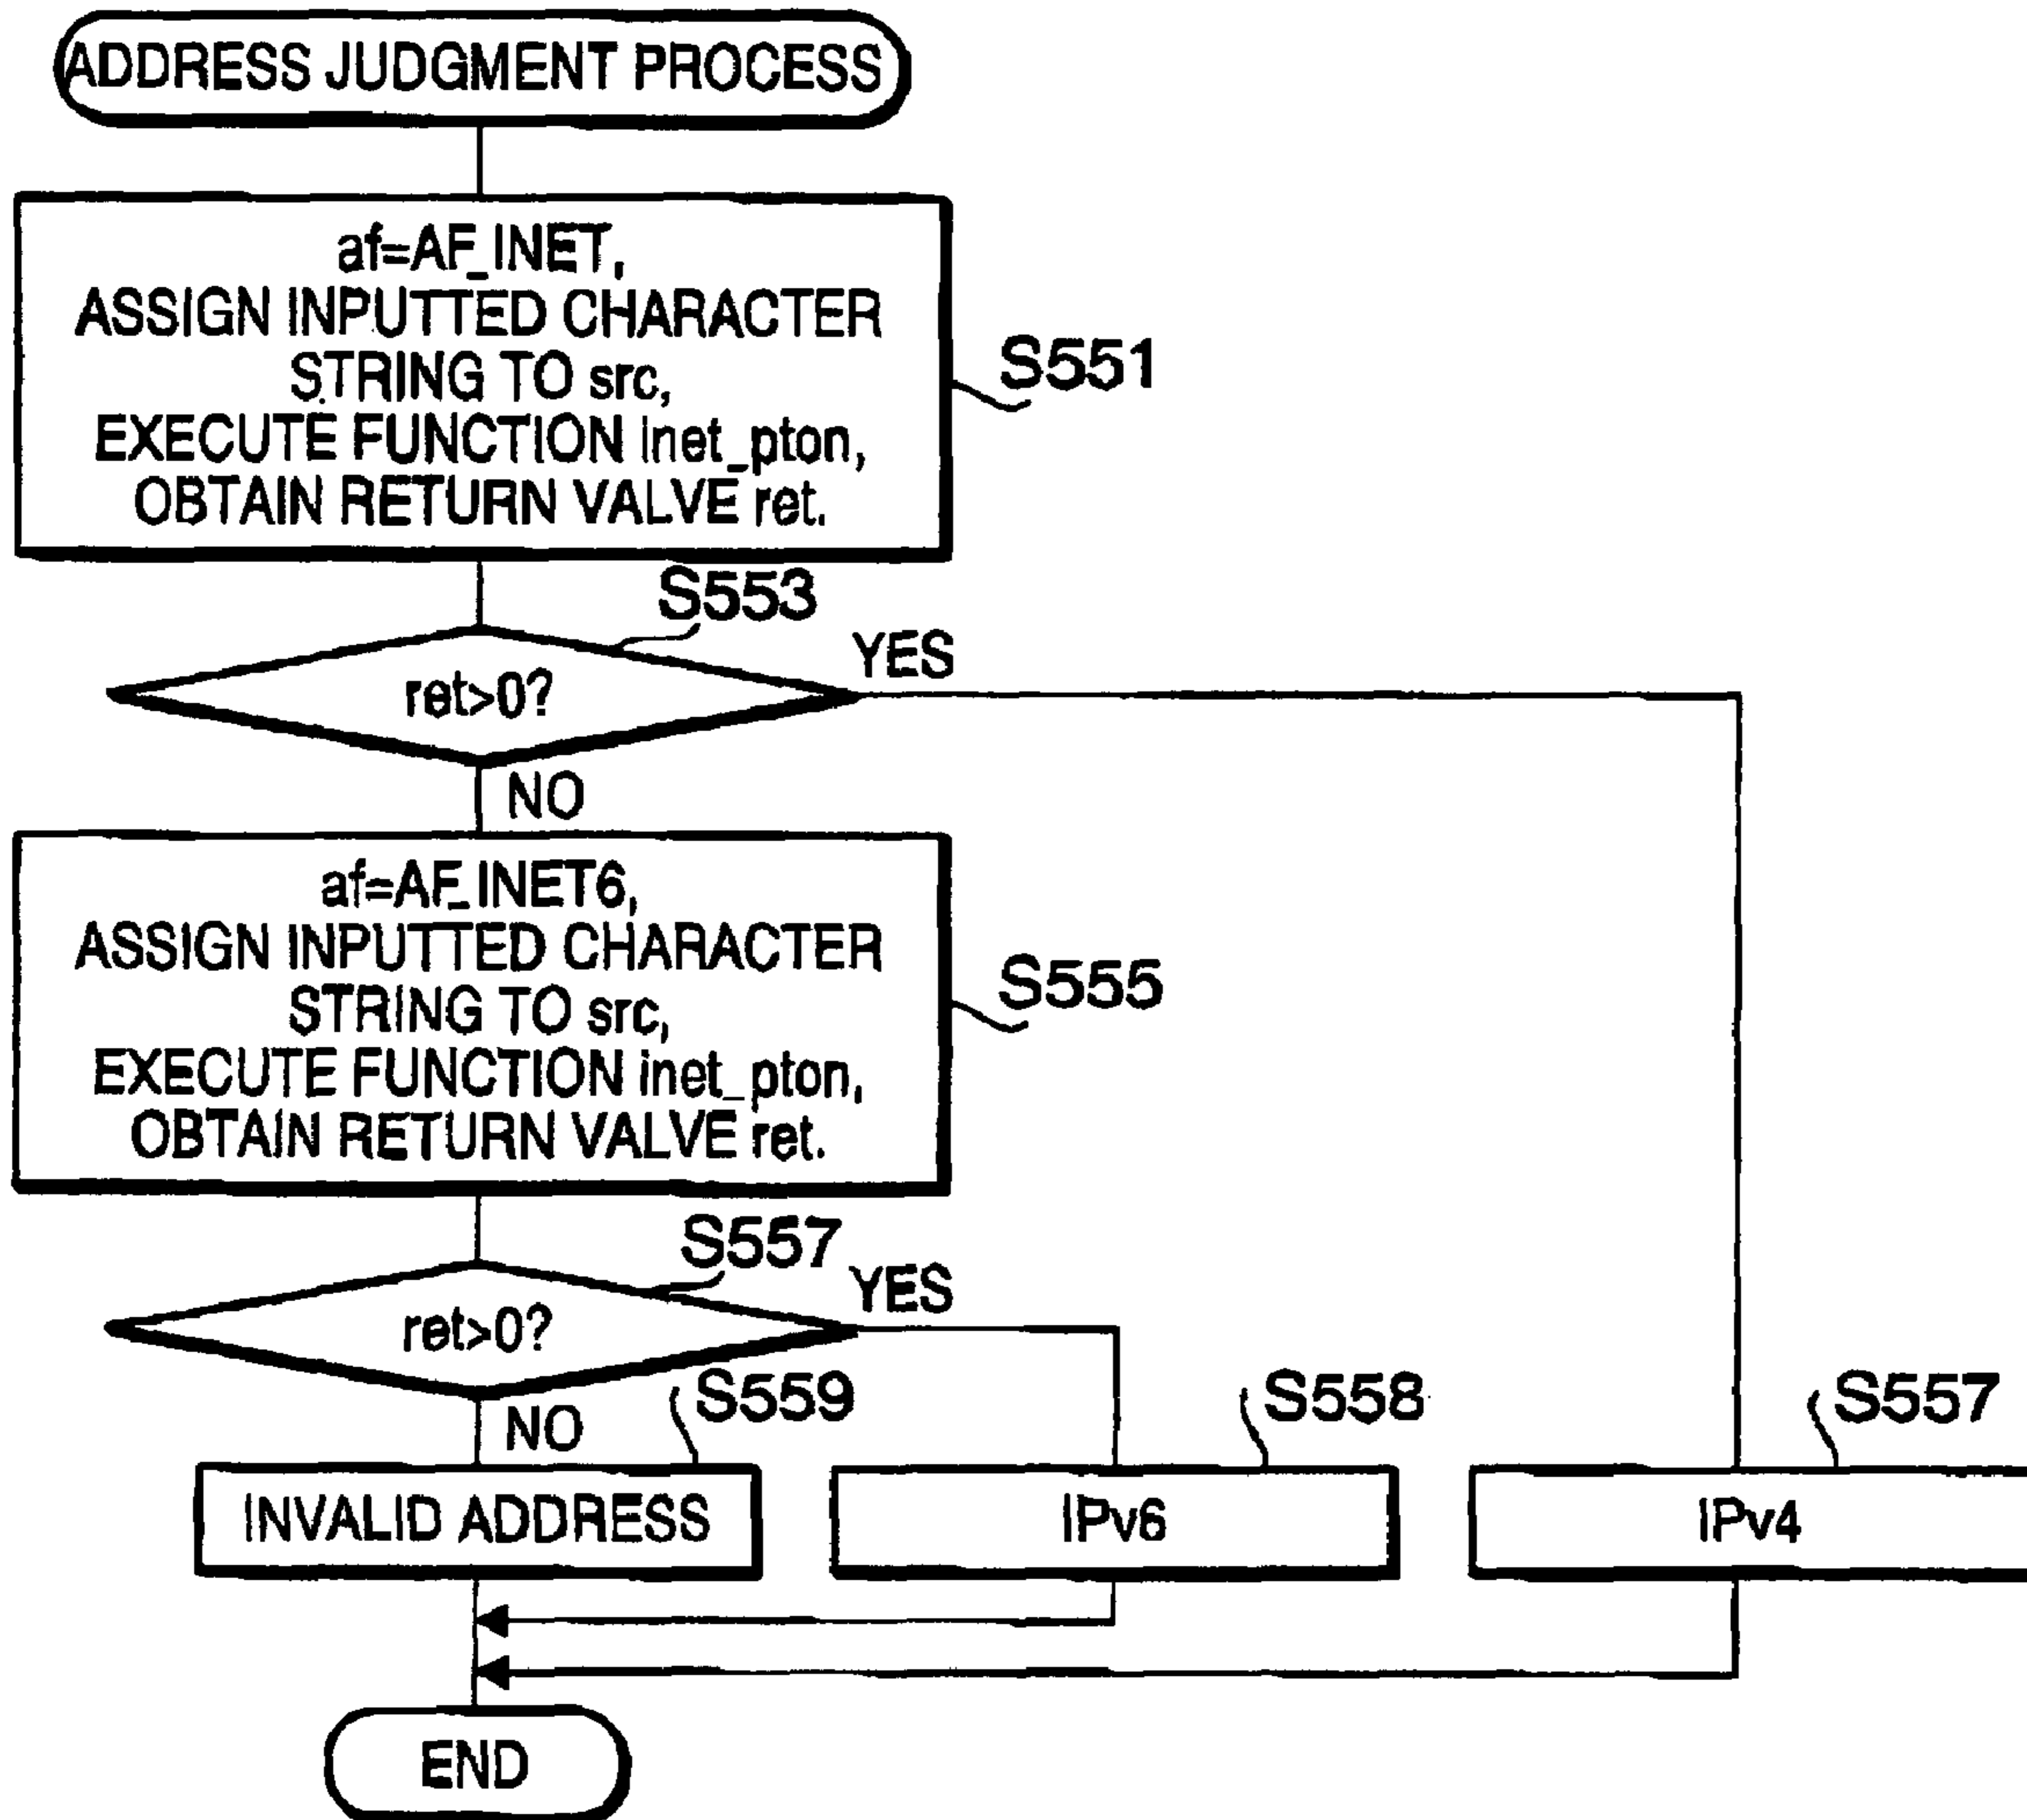 ADDRESS JUDGMENT PROCESS
af=AF_INET,
ASSIGN INPUTTED CHARACTER
STRING TO src,
EXECUTE FUNCTION inet_pton,
OBTAIN RETURN VALVE ret.
S551
S553
ret>0?
YES
NO
af=AF_INET6,
ASSIGN INPUTTED CHARACTER
STRING TO src,
EXECUTE FUNCTION inet_pton,
OBTAIN RETURN VALVE ret.
S555
S557
ret>0?
YES
NO
S559
S558
S557
INVALID ADDRESS
IPv6
IPv4
END